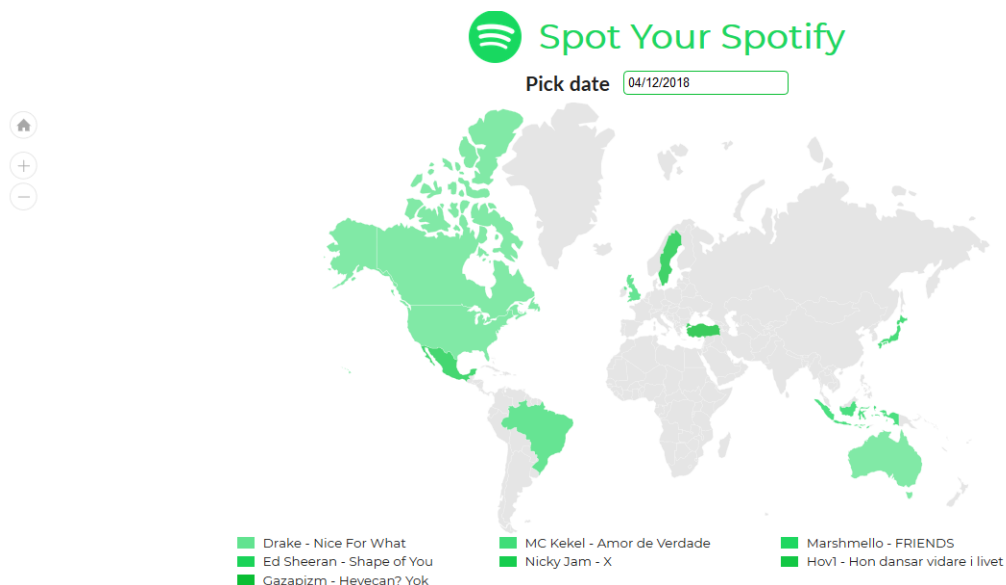 Spot Your Spotify
Pick date 04/12/2018
Drake - Nice For What
MC Kekel - Amor de Verdade
Marshmello - FRIENDS
Ed Sheeran - Shape of You
Nicky Jam - X
Hov1 - Hon dansar vidare i livet
Gazapizm - Heyecan? Yok